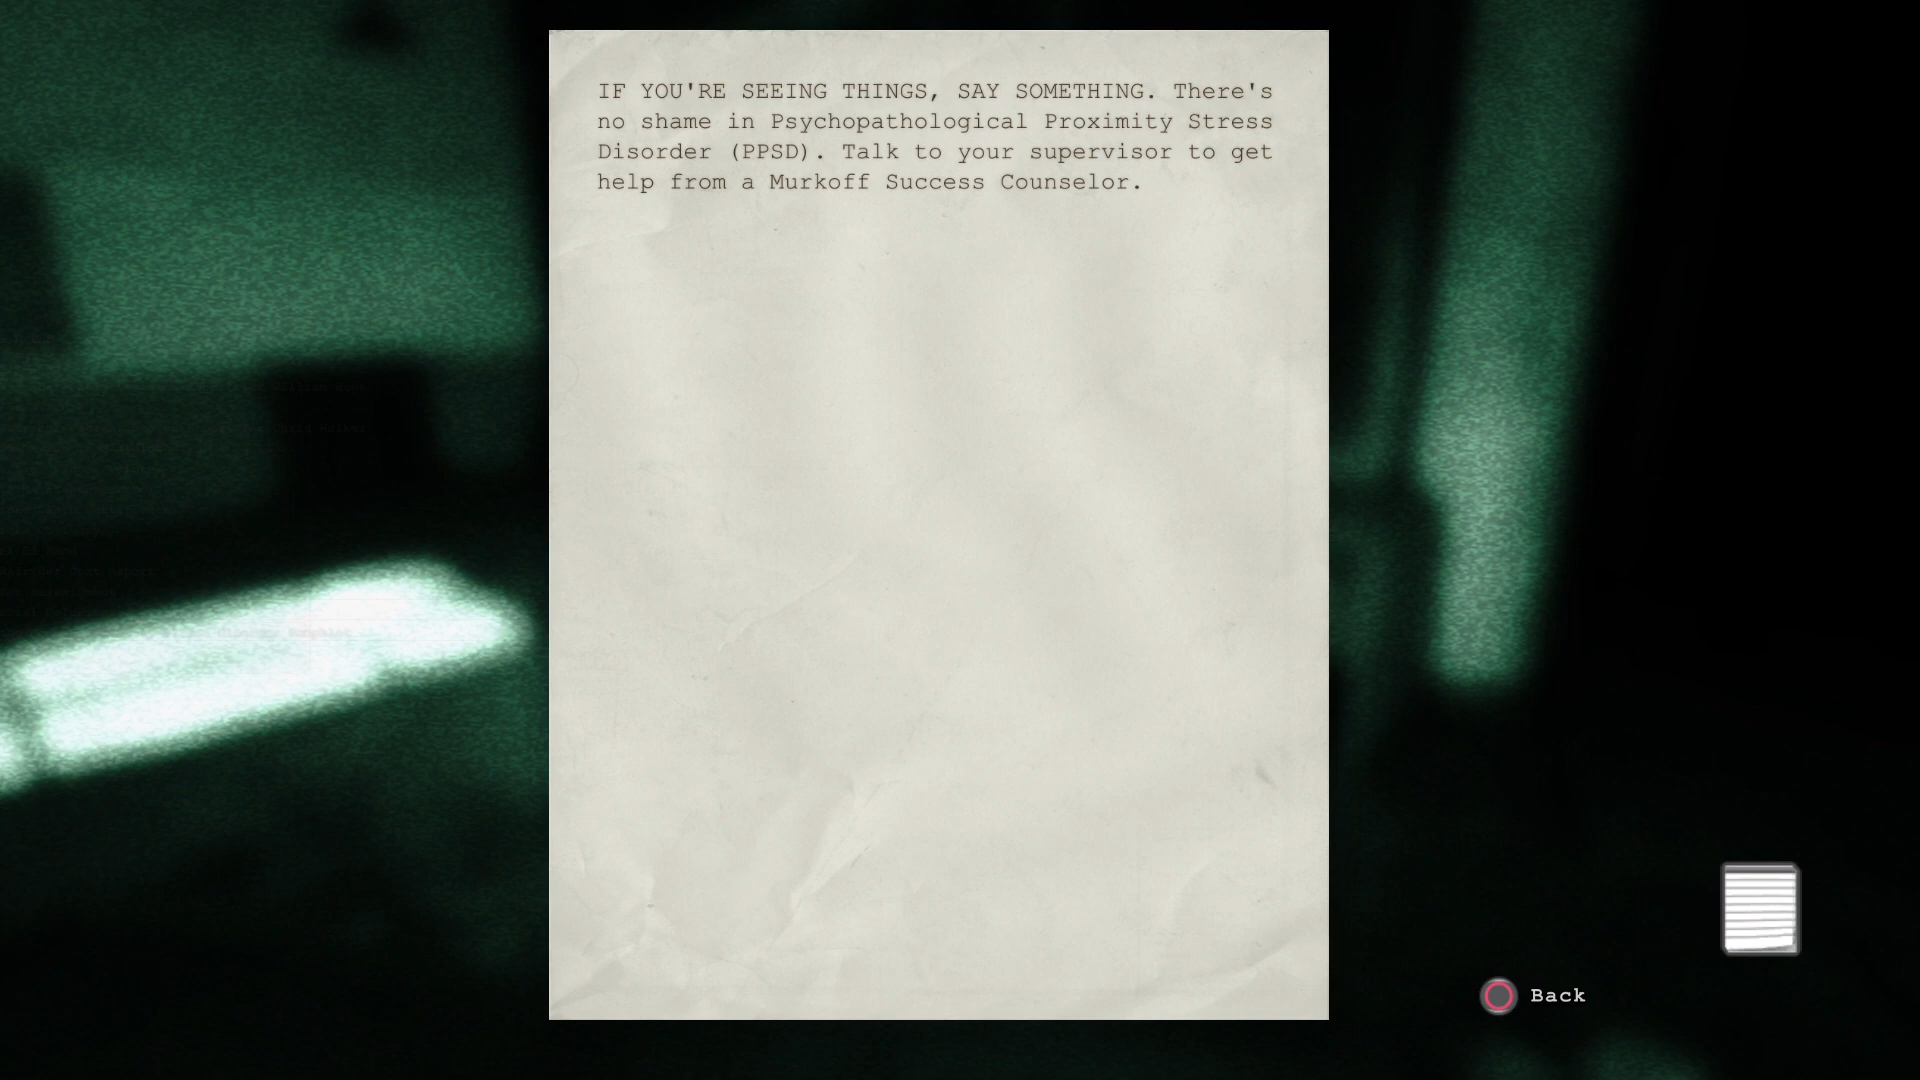 IF YOU'RE SEEING THINGS, SAY SOMETHING. There's
no shame in Psychopathological Proximity Stress
Disorder (PPSD). Talk to your supervisor to get
help from a Murkoff Success Counselor.
Back